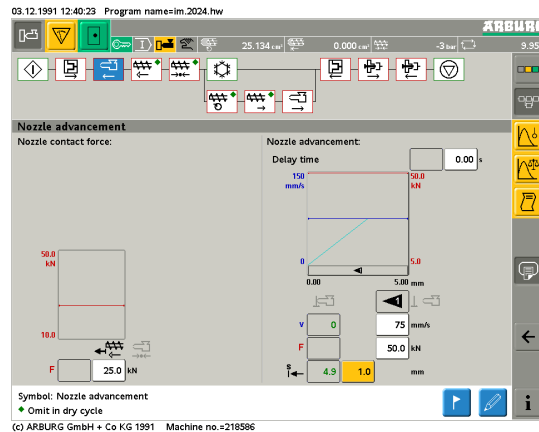 03.12.1991 12:40:23 Program name=im.2024.hw
ARBURG
25.134 cm³ 0.000 cm³ -3 bar 9.95
Nozzle advancement
Nozzle contact force: Nozzle advancement:
Delay time 0.00 s
150 50.0
mm/s kN
50.0
kN
0 5.0
0.00 5.00 mm
10.0
1
v 0 75 mm/s
F 50.0 kN
F 25.0 kN
s 4.9 1.0 mm
Symbol: Nozzle advancement
Omit in dry cycle
i
(c) ARBURG GmbH + Co KG 1991 Machine no.=218586